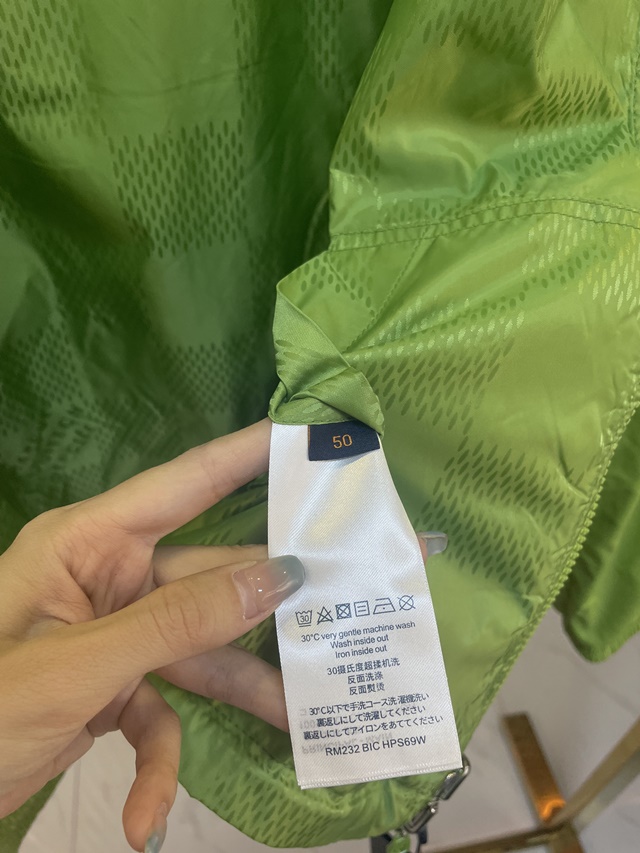 50
30
30°C very gentle machine wash
Wash inside out
Iron inside out
30摄氏度超揉机洗
反面洗涤
反面熨烫
30°C以下で手洗コース洗濯機洗い
裏返しにして洗濯してください
裏返しにしてアイロンをあててください
RM232 BIC HPS69W